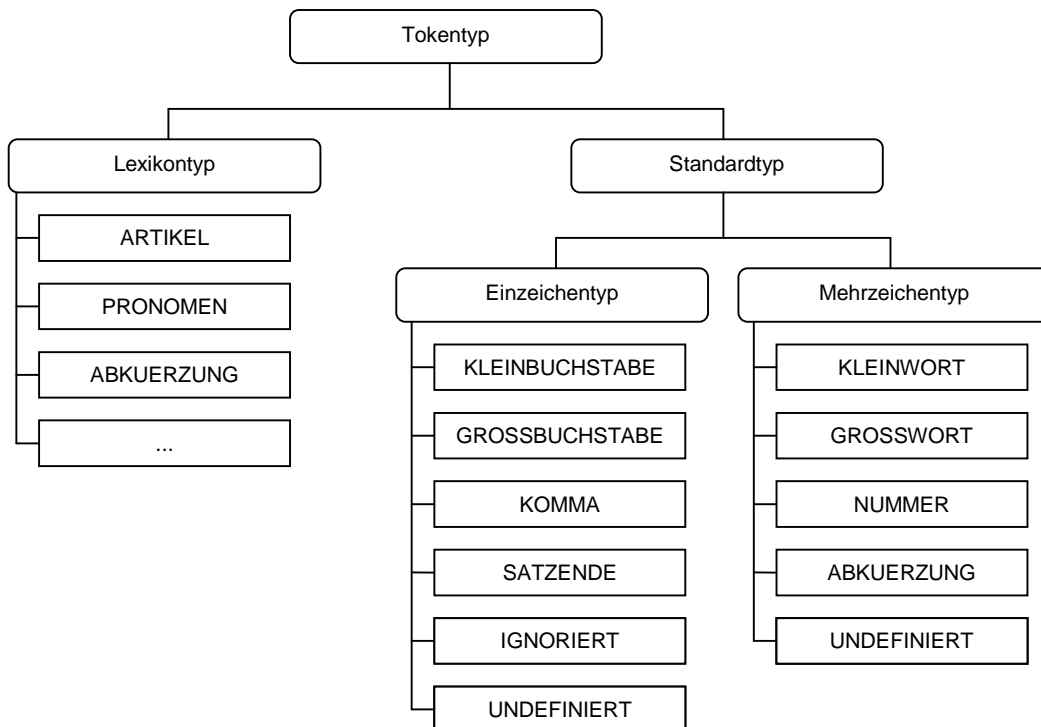 Tokentyp
Lexikontyp
ARTIKEL
PRONOMEN
ABKUERZUNG
...
Standardtyp
Einzeichentyp
KLEINBUCHSTABE
GROSSBUCHSTABE
KOMMA
SATZENDE
IGNORIERT
UNDEFINIERT
Mehrzeichentyp
KLEINWORT
GROSSWORT
NUMMER
ABKUERZUNG
UNDEFINIERT